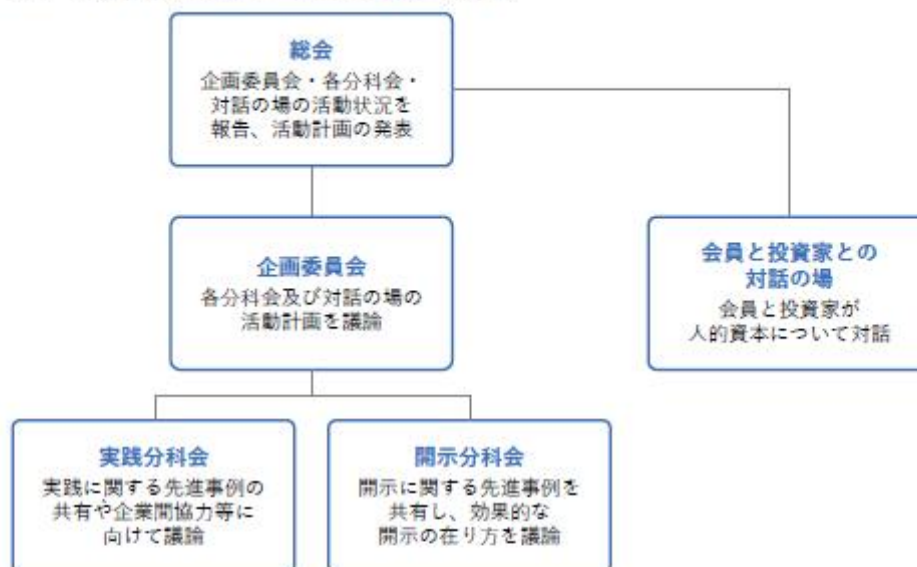 総会
企画委員会・各分科会・
対話の場の活動状況を
報告、活動計画の発表
企画委員会
各分科会及び対話の場の
活動計画を議論
会員と投資家との
対話の場
会員と投資家が
人的資本について対話
実践分科会
実践に関する先進事例の
共有や企業間協力等に
向けて議論
開示分科会
開示に関する先進事例を
共有し、効果的な
開示の在り方を議論